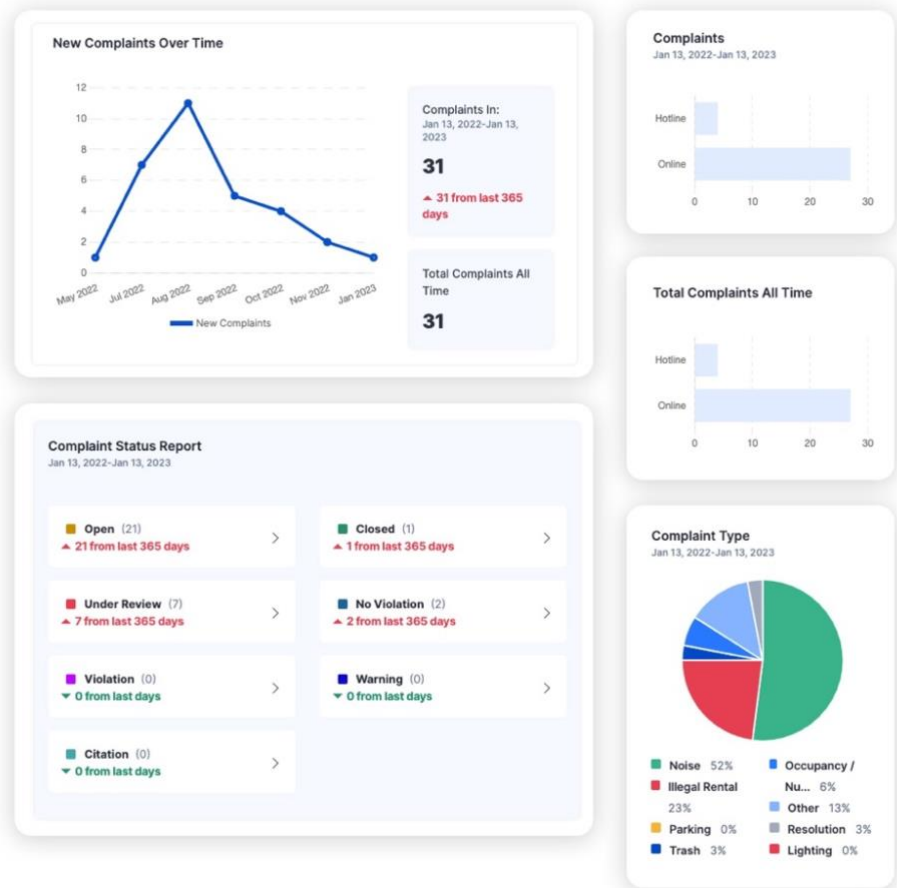 New Complaints Over Time
12
10
8
6
4
2
0
May 2022
Jul 2022
Aug 2022
Sep 2022
Oct 2022
Nov 2022
Jan 2023
New Complaints
Complaints In:
Jan 13, 2022-Jan 13,
2023
31
31 from last 365
days
Total Complaints All
Time
31
Complaints
Jan 13, 2022-Jan 13, 2023
Hotline
Online
0 10 20 30
Total Complaints All Time
Hotline
Online
0 10 20 30
Complaint Status Report
Jan 13, 2022-Jan 13, 2023
Open (21)
21 from last 365 days
Closed (1)
1 from last 365 days
Under Review (7)
7 from last 365 days
No Violation (2)
2 from last 365 days
Violation (0)
0 from last days
Warning (0)
0 from last days
Citation (0)
0 from last days
Complaint Type
Jan 13, 2022-Jan 13, 2023
Noise 52%
Illegal Rental
23%
Parking 0%
Trash 3%
Occupancy /
Nu... 6%
Other 13%
Resolution 3%
Lighting 0%